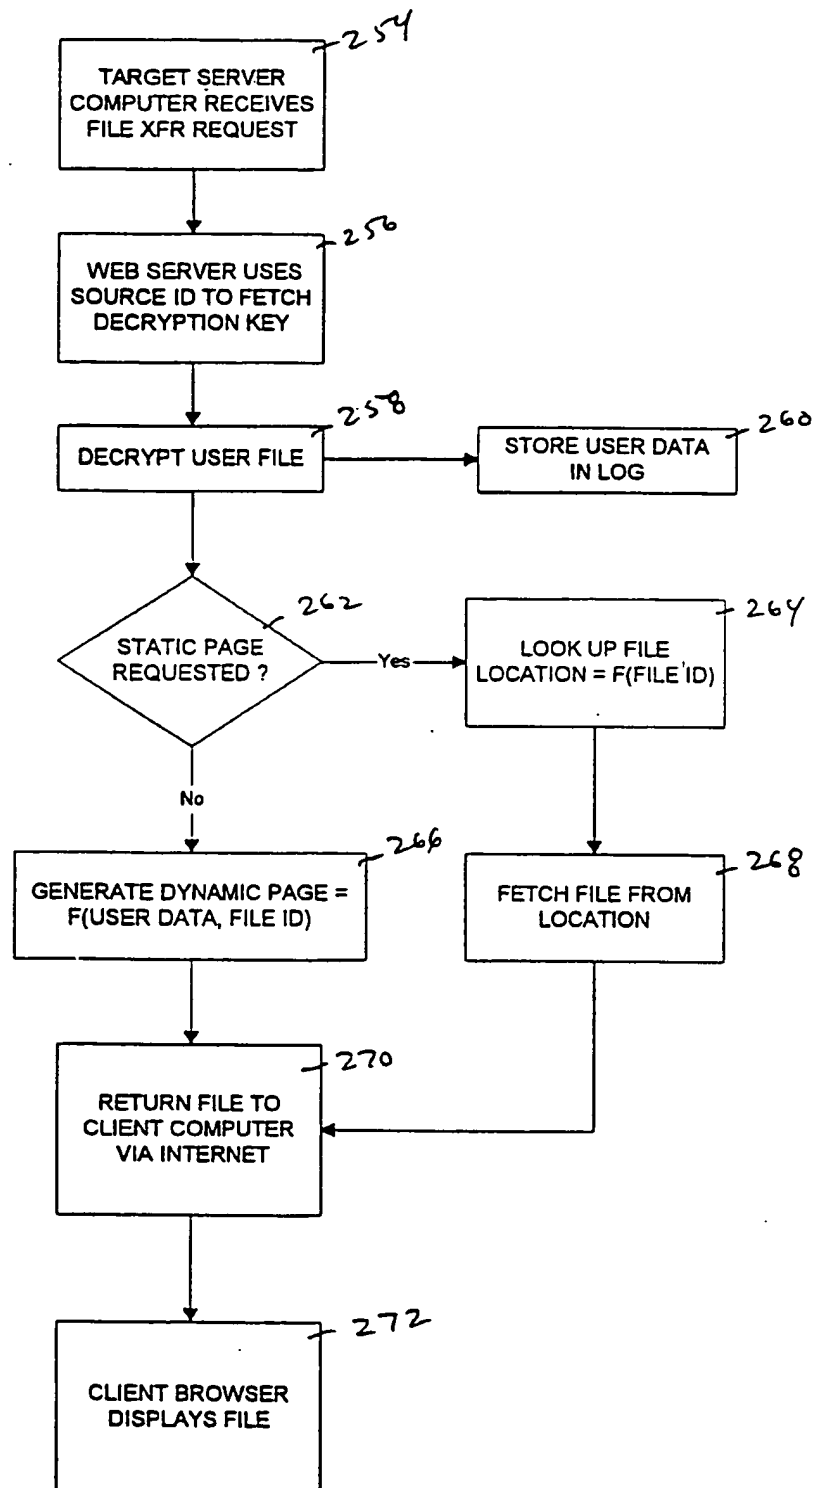 254
TARGET SERVER
COMPUTER RECEIVES
FILE XFR REQUEST
256
WEB SERVER USES
SOURCE ID TO FETCH
DECRYPTION KEY
258
DECRYPT USER FILE
260
STORE USER DATA
IN LOG
262
STATIC PAGE
REQUESTED ?
Yes
264
LOOK UP FILE
LOCATION = F(FILE ID)
No
266
GENERATE DYNAMIC PAGE =
F(USER DATA, FILE ID)
268
FETCH FILE FROM
LOCATION
270
RETURN FILE TO
CLIENT COMPUTER
VIA INTERNET
272
CLIENT BROWSER
DISPLAYS FILE